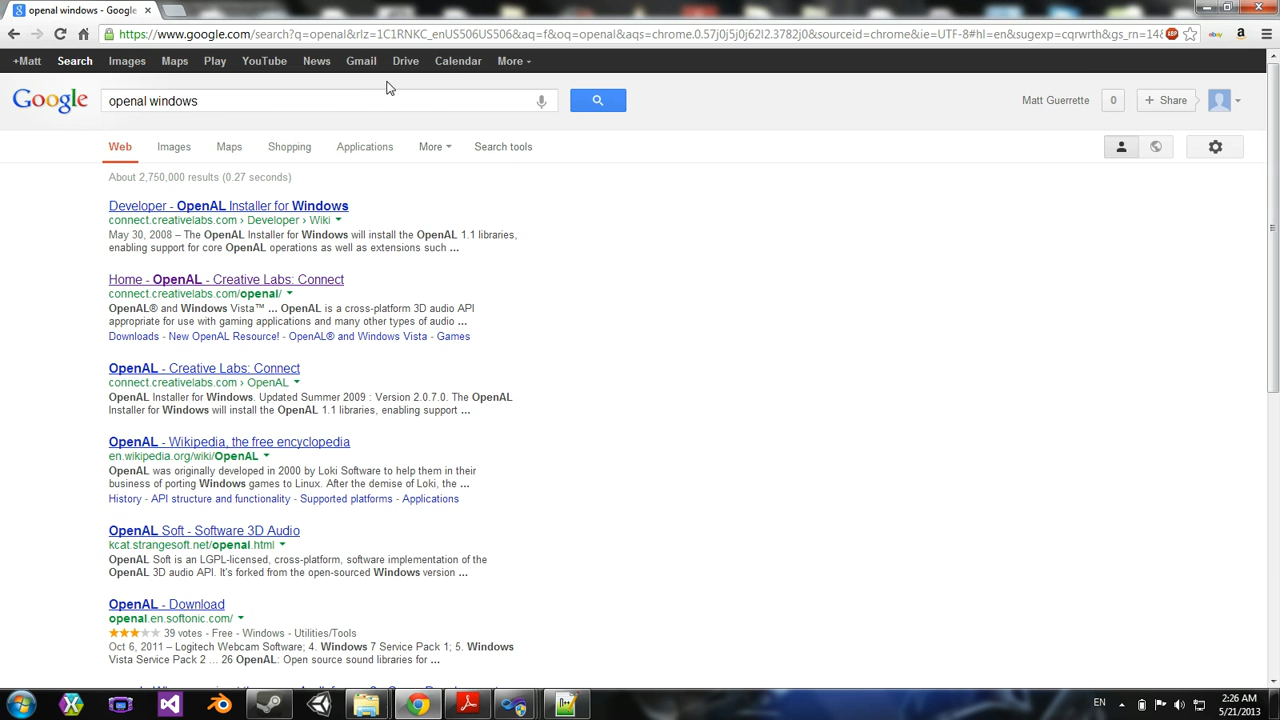 openal windows - Google
https://www.google.com/search?q=openal&rlz=1C1RNKC_enUS506US506&aq=f&oq=openal&aqs=chrome.0.57j0j5j0j62l2.3782j0&sourceid=chrome&ie=UTF-8#hl=en&sugexp=cqrwrth&gs_rn=14&
+Matt Search Images Maps Play YouTube News Gmail Drive Calendar More
Google openal windows Matt Guerrette 0 + Share
Web Images Maps Shopping Applications More Search tools
About 2,750,000 results (0.27 seconds)
Developer - OpenAL Installer for Windows
connect.creativelabs.com › Developer › Wiki
May 30, 2008 – The OpenAL Installer for Windows will install the OpenAL 1.1 libraries,
enabling support for core OpenAL operations as well as extensions such ...
Home - OpenAL - Creative Labs: Connect
connect.creativelabs.com/openal/
OpenAL® and Windows Vista™ ... OpenAL is a cross-platform 3D audio API
appropriate for use with gaming applications and many other types of audio ...
Downloads - New OpenAL Resource! - OpenAL® and Windows Vista - Games
OpenAL - Creative Labs: Connect
connect.creativelabs.com › OpenAL
OpenAL Installer for Windows. Updated Summer 2009 : Version 2.0.7.0. The OpenAL
Installer for Windows will install the OpenAL 1.1 libraries, enabling support ...
OpenAL - Wikipedia, the free encyclopedia
en.wikipedia.org/wiki/OpenAL
OpenAL was originally developed in 2000 by Loki Software to help them in their
business of porting Windows games to Linux. After the demise of Loki, the ...
History - API structure and functionality - Supported platforms - Applications
OpenAL Soft - Software 3D Audio
kcat.strangesoft.net/openal.html
OpenAL Soft is an LGPL-licensed, cross-platform, software implementation of the
OpenAL 3D audio API. It's forked from the open-sourced Windows version ...
OpenAL - Download
openal.en.softonic.com/
39 votes - Free - Windows - Utilities/Tools
Oct 6, 2011 – Logitech Webcam Software; 4. Windows 7 Service Pack 1; 5. Windows
Vista Service Pack 2 ... 26 OpenAL: Open source sound libraries for ...
EN 2:26 AM
5/21/2013